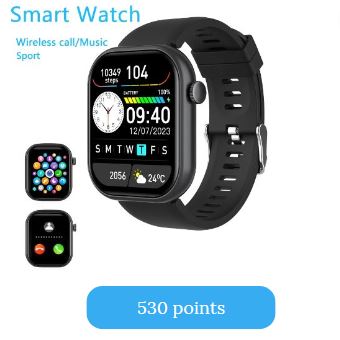 Smart Watch
Wireless call/Music
Sport
10349
steps
104
BATTERY 100%
09:40
12/07/2023
S M T W T F S
2056
24°C
530 points